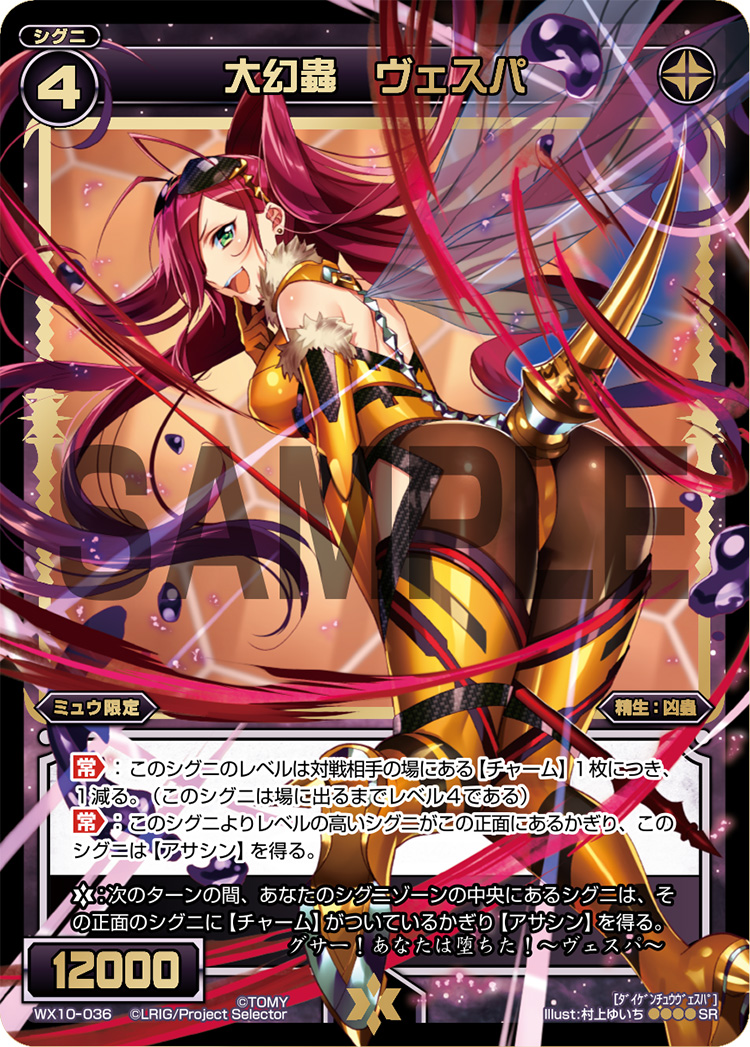 シグニ
4
大幻蟲 ヴェスパ
SAMPLE
ミュウ限定
精生:凶蟲
常:このシグニのレベルは対戦相手の場にある【チャーム】1枚につき、
1減る。(このシグニは場に出るまでレベル4である)
常:このシグニよりレベルの高いシグニがこの正面にあるかぎり、この
シグニは【アサシン】を得る。
:次のターンの間、あなたのシグニゾーンの中央にあるシグニは、そ
の正面のシグニに【チャーム】がついているかぎり【アサシン】を得る。
グサー!あなたは堕ちた!～ヴェスパ～
12000
©TOMY
[ダイゲンチュウヴェスパ]
WX10-036 ©LRIG/Project Selector
Illust:村上ゆいち SR